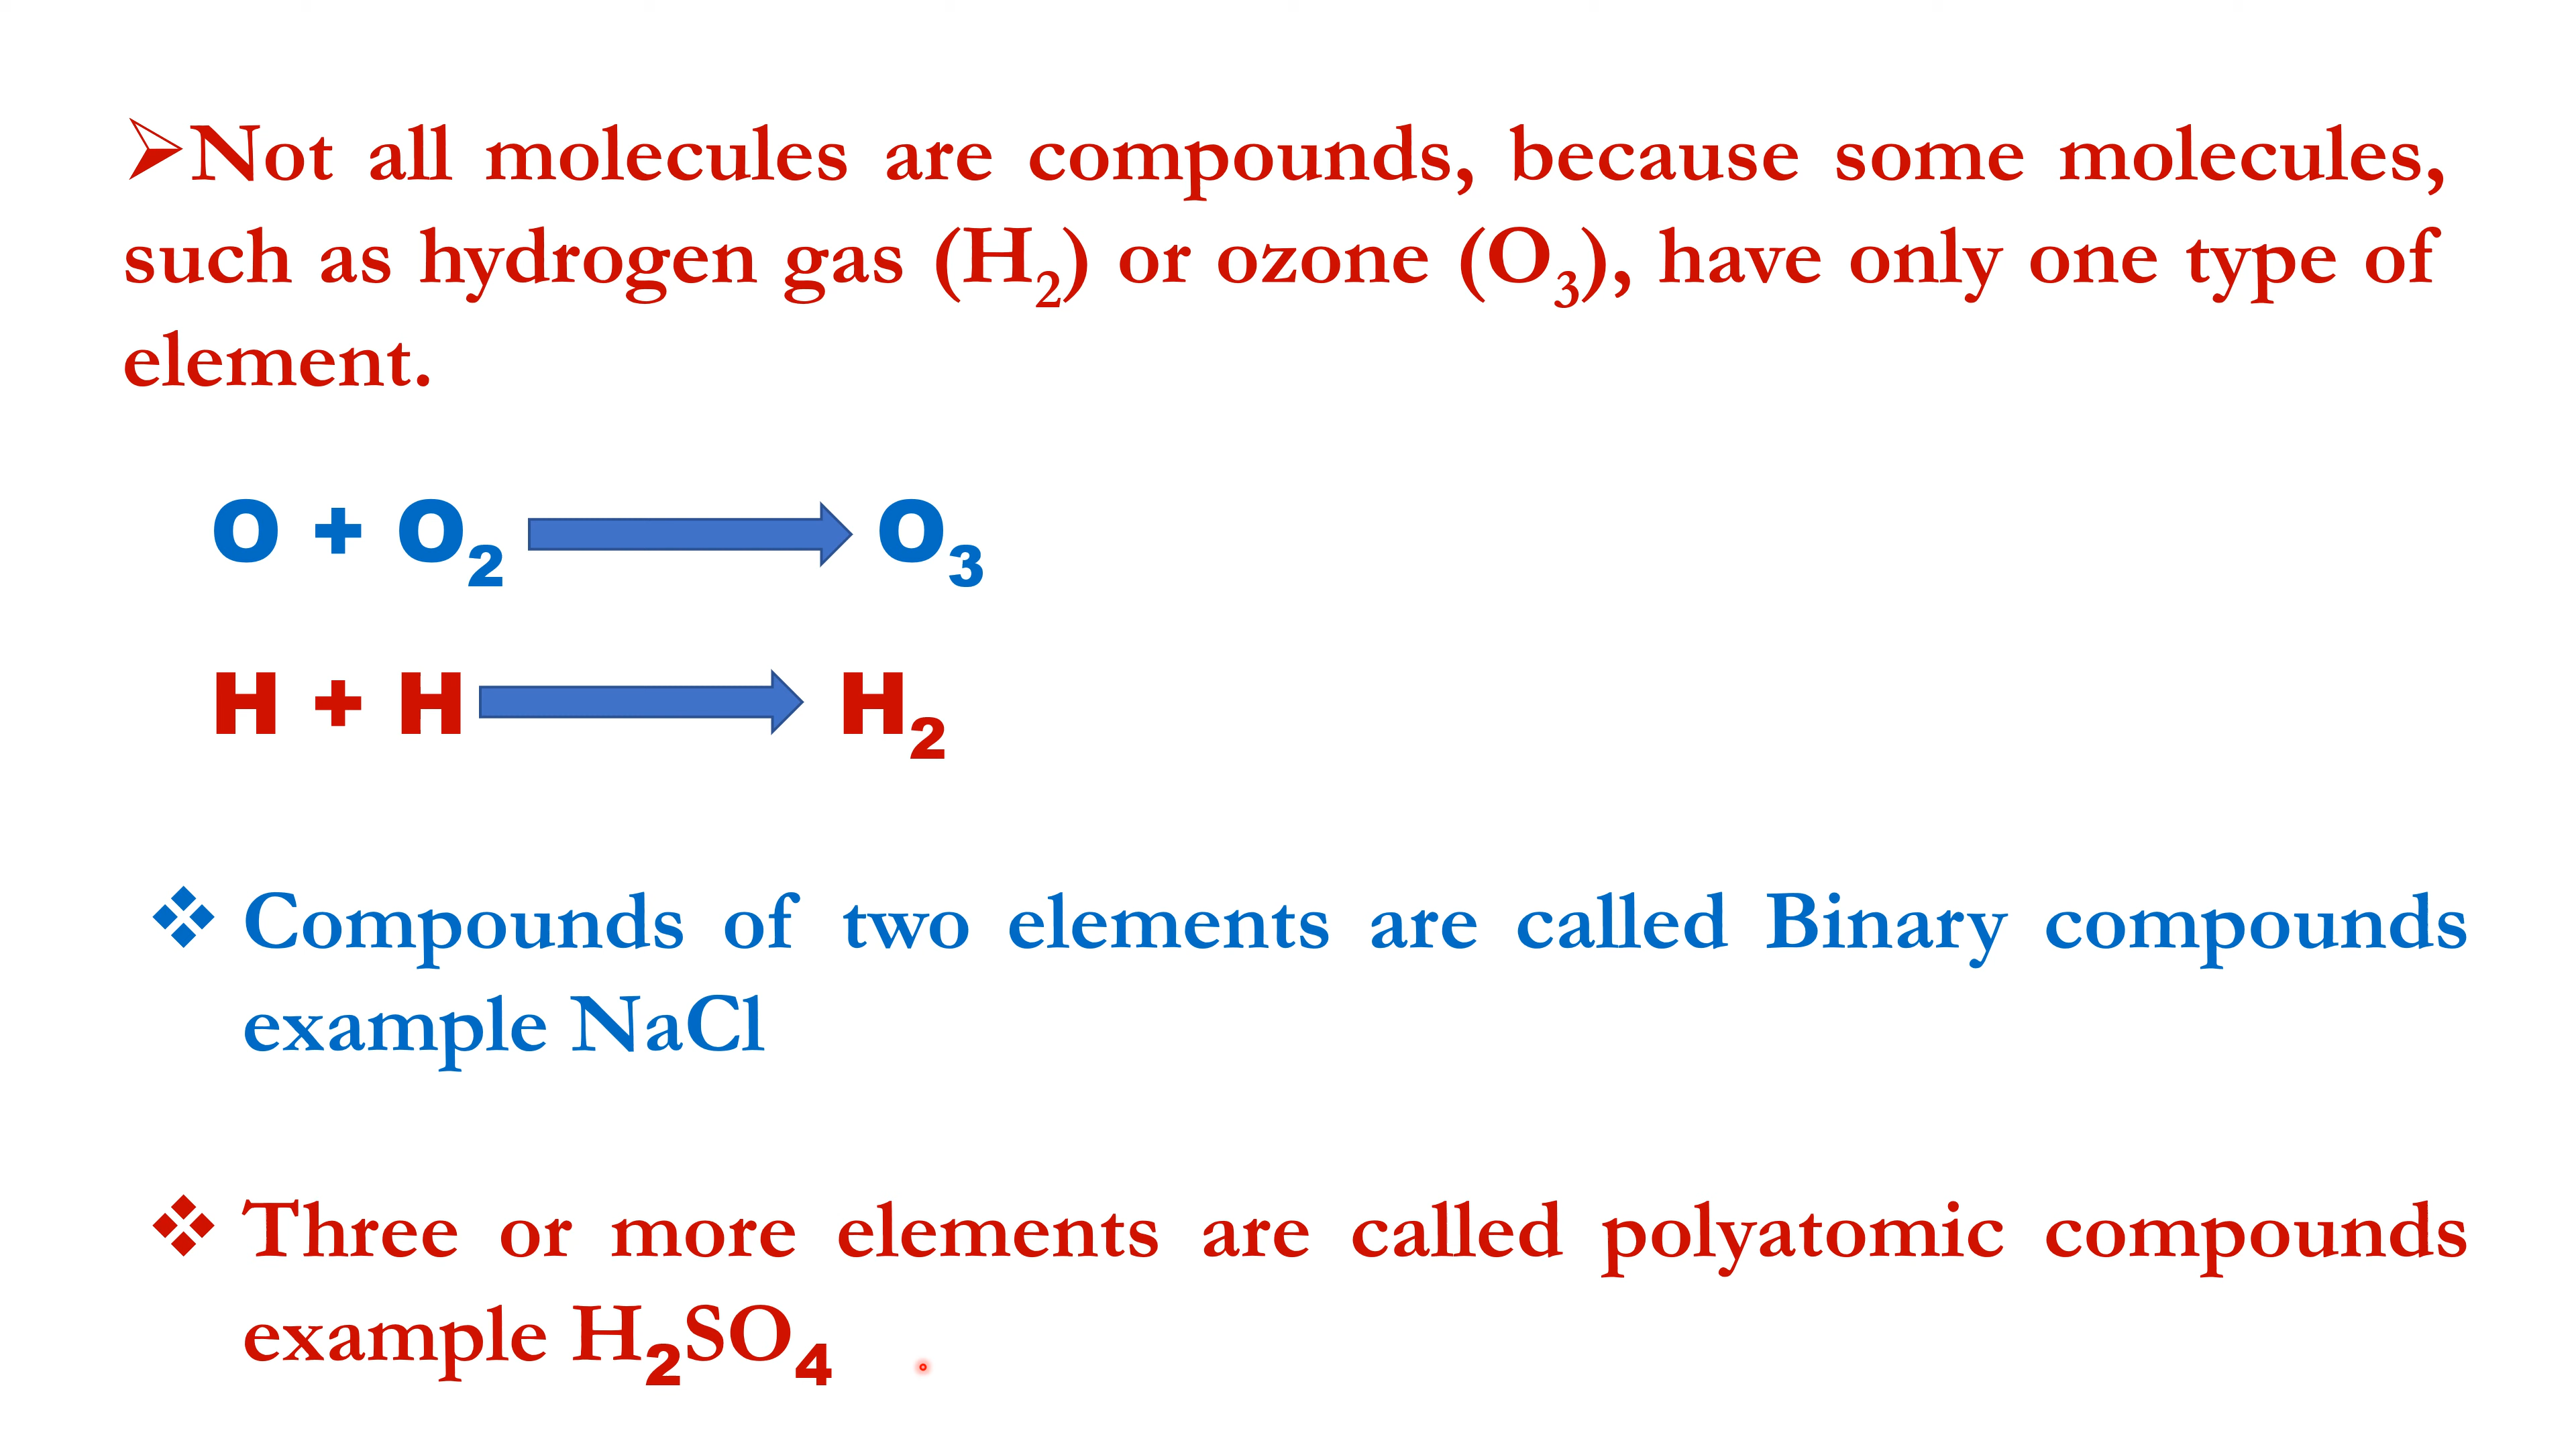 ➢Not all molecules are compounds, because some molecules,
such as hydrogen gas (H₂) or ozone (O₃), have only one type of
element.
O + O₂ → O₃
H + H → H₂
❖ Compounds of two elements are called Binary compounds
example NaCl
❖ Three or more elements are called polyatomic compounds
example H₂SO₄